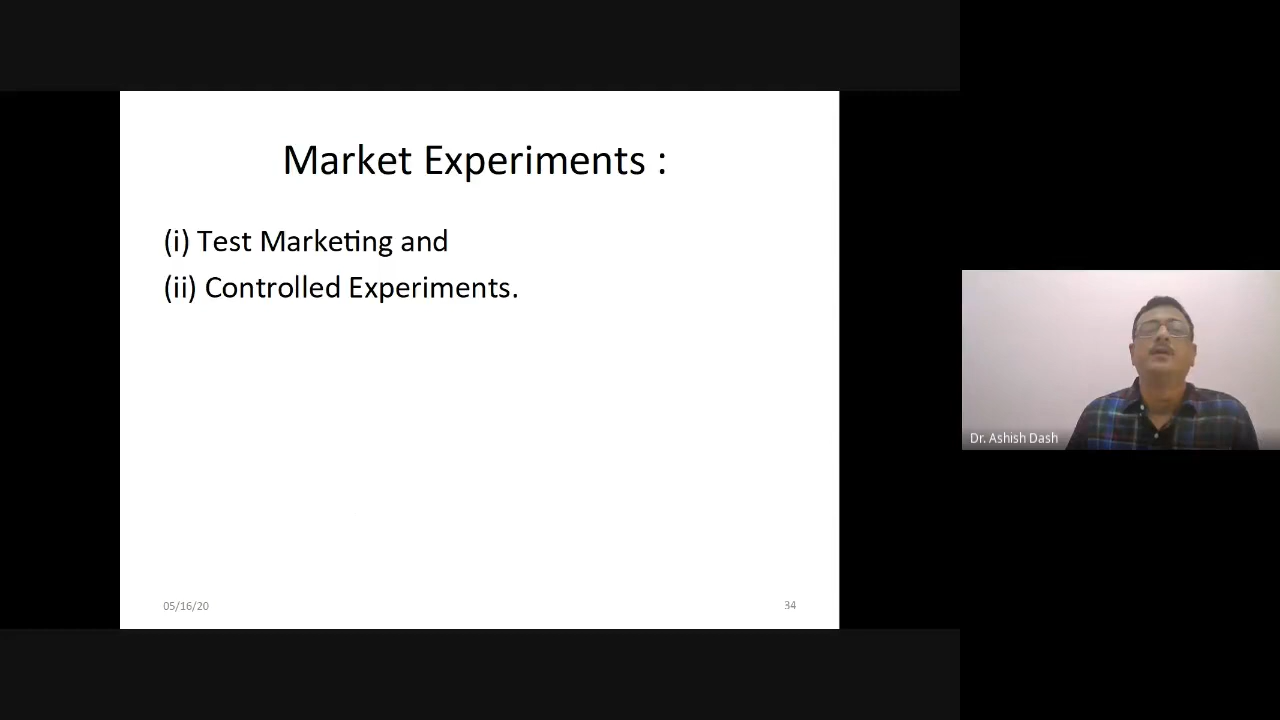 Market Experiments :
(i) Test Marketing and
(ii) Controlled Experiments.
05/16/20
34
Dr. Ashish Dash